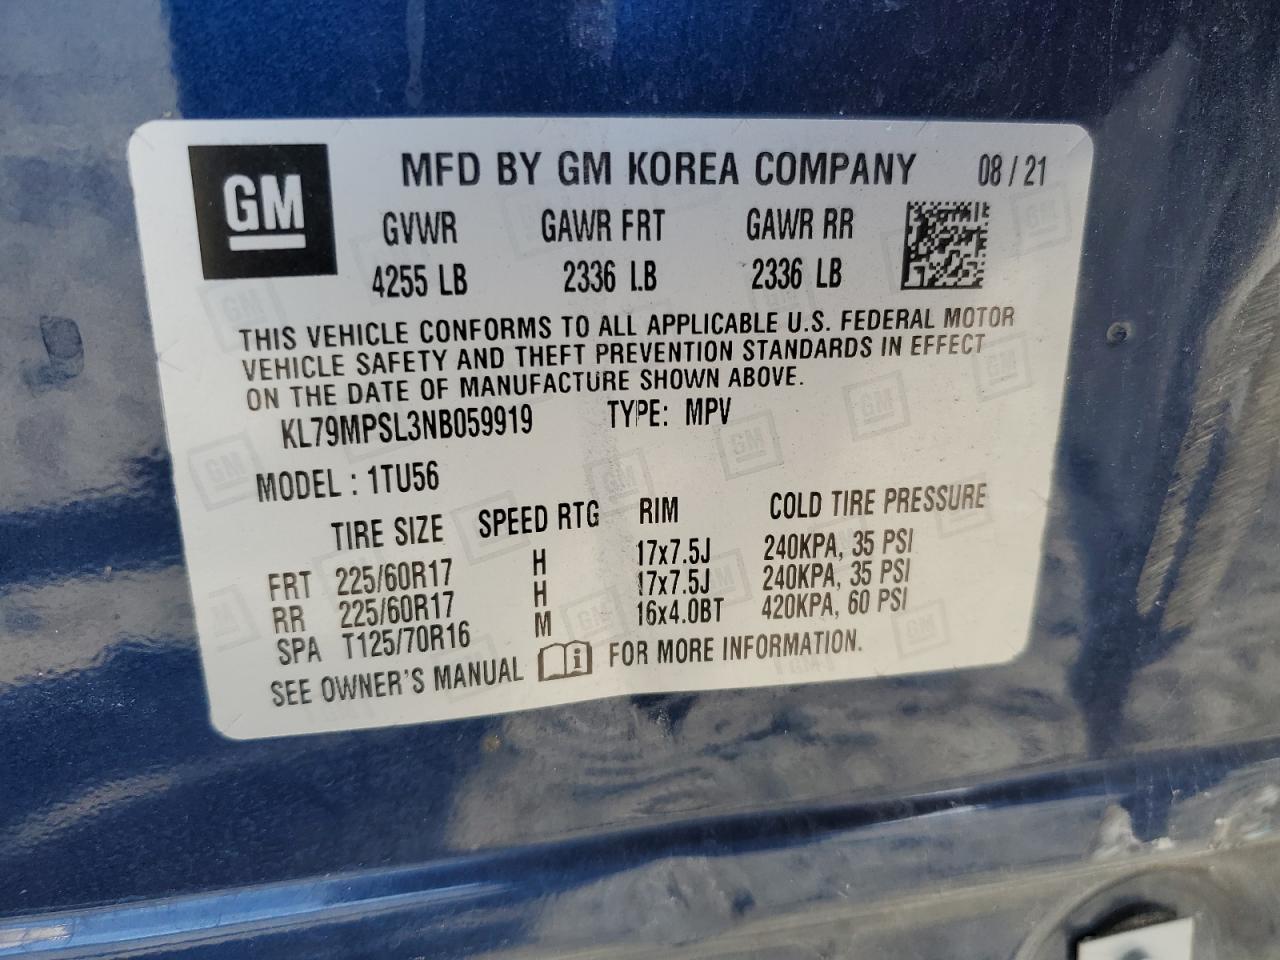 GM
MFD BY GM KOREA COMPANY 08 / 21
GVWR GAWR FRT GAWR RR
4255 LB 2336 LB 2336 LB
THIS VEHICLE CONFORMS TO ALL APPLICABLE U.S. FEDERAL MOTOR
VEHICLE SAFETY AND THEFT PREVENTION STANDARDS IN EFFECT
ON THE DATE OF MANUFACTURE SHOWN ABOVE.
KL79MPSL3NB059919 TYPE: MPV
MODEL : 1TU56
TIRE SIZE SPEED RTG RIM COLD TIRE PRESSURE
FRT 225/60R17 H 17x7.5J 240KPA, 35 PSI
RR 225/60R17 H 17x7.5J 240KPA, 35 PSI
SPA T125/70R16 M 16x4.0BT 420KPA, 60 PSI
SEE OWNER'S MANUAL i FOR MORE INFORMATION.